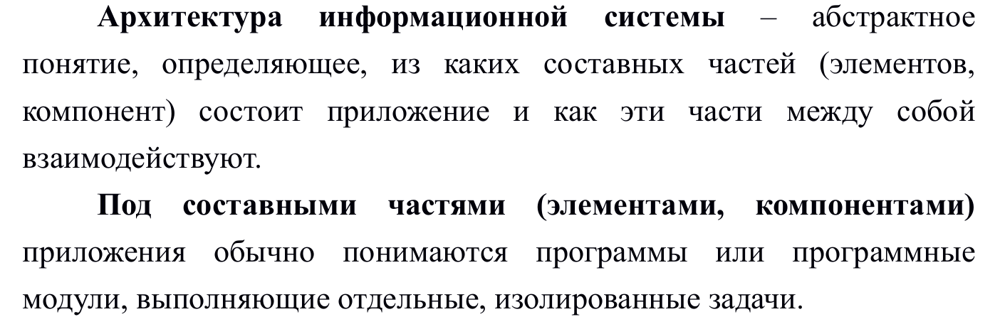 Архитектура информационной системы – абстрактное
понятие, определяющее, из каких составных частей (элементов,
компонент) состоит приложение и как эти части между собой
взаимодействуют.
Под составными частями (элементами, компонентами)
приложения обычно понимаются программы или программные
модули, выполняющие отдельные, изолированные задачи.